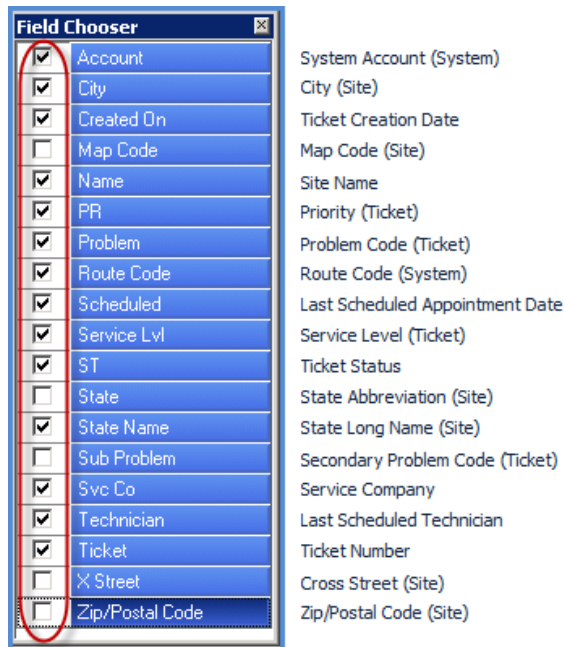 Field Chooser
Account System Account (System)
City City (Site)
Created On Ticket Creation Date
Map Code Map Code (Site)
Name Site Name
PR Priority (Ticket)
Problem Problem Code (Ticket)
Route Code Route Code (System)
Scheduled Last Scheduled Appointment Date
Service Lvl Service Level (Ticket)
ST Ticket Status
State State Abbreviation (Site)
State Name State Long Name (Site)
Sub Problem Secondary Problem Code (Ticket)
Svc Co Service Company
Technician Last Scheduled Technician
Ticket Ticket Number
X Street Cross Street (Site)
Zip/Postal Code Zip/Postal Code (Site)